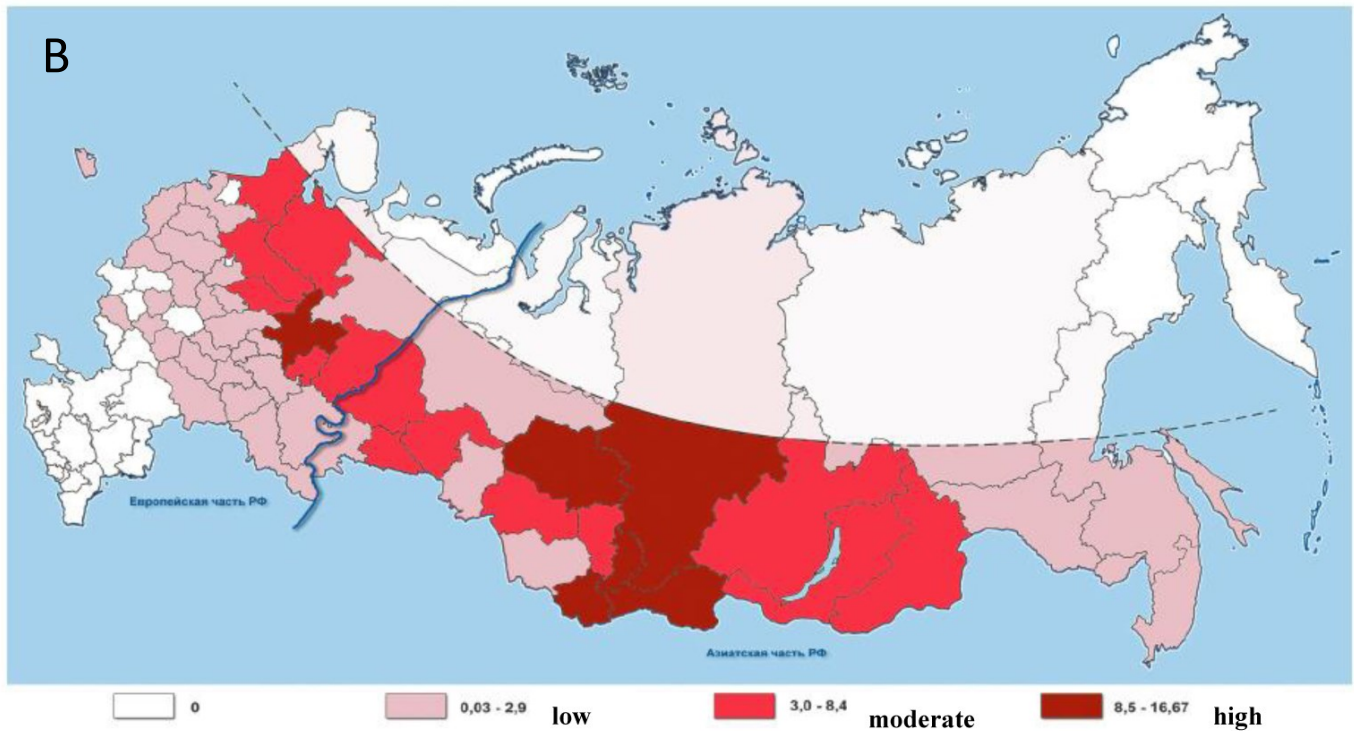 B
Европейская часть РФ
Азиатская часть РФ
0
0,03 - 2,9 low
3,0 - 8,4 moderate
8,5 - 16,67 high